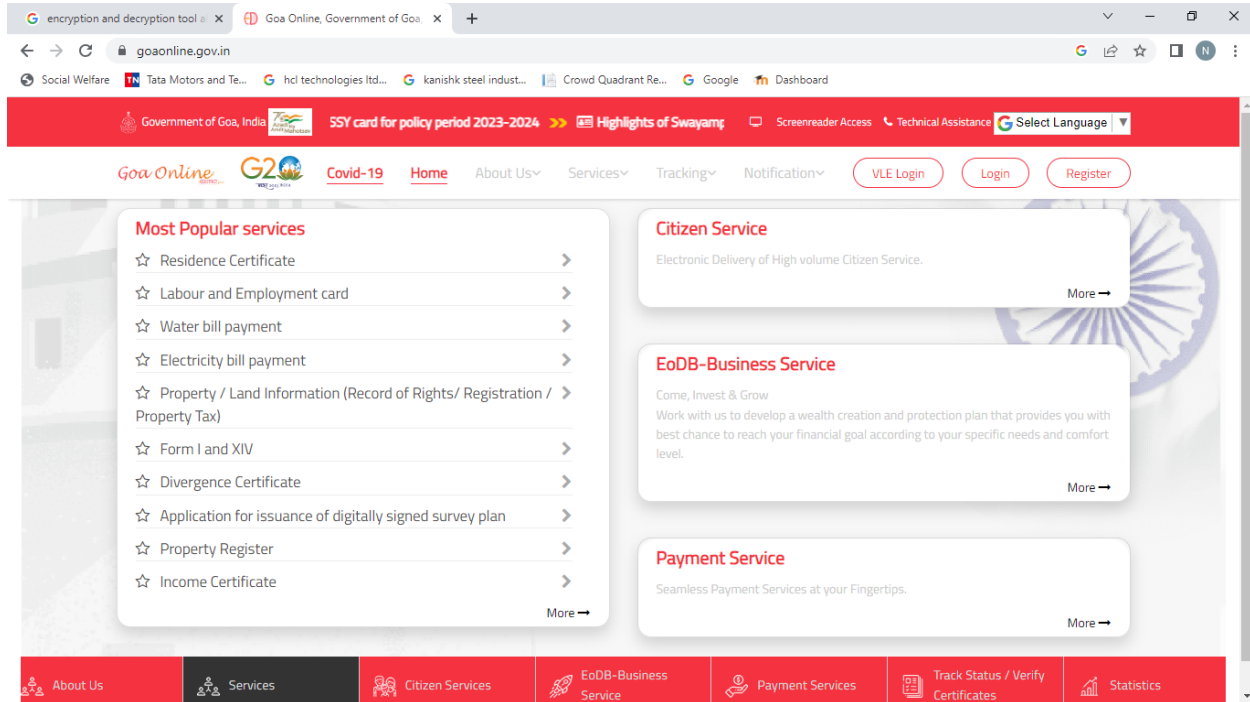 encryption and decryption tool a
Goa Online, Government of Goa,
goaonline.gov.in
N
Social Welfare
TN Tata Motors and Te...
hcl technologies ltd...
kanishk steel indust...
Crowd Quadrant Re...
Google
Dashboard
Government of Goa, India
SSY card for policy period 2023-2024
Highlights of Swayamp
Screenreader Access
Technical Assistance
Select Language
Goa Online
G20
Covid-19
Home
About Us
Services
Tracking
Notification
VLE Login
Login
Register
Most Popular services
Residence Certificate
Labour and Employment card
Water bill payment
Electricity bill payment
Property / Land Information (Record of Rights/ Registration /
Property Tax)
Form I and XIV
Divergence Certificate
Application for issuance of digitally signed survey plan
Property Register
Income Certificate
More
Citizen Service
Electronic Delivery of High volume Citizen Service.
More
EoDB-Business Service
Come, Invest & Grow
Work with us to develop a wealth creation and protection plan that provides you with
best chance to reach your financial goal according to your specific needs and comfort
level.
More
Payment Service
Seamless Payment Services at your Fingertips.
More
About Us
Services
Citizen Services
EoDB-Business
Service
Payment Services
Track Status / Verify
Certificates
Statistics